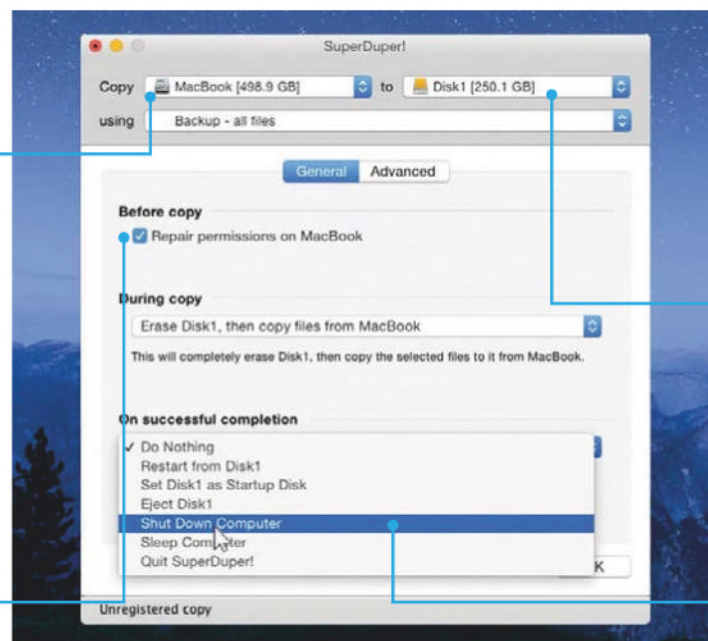 SuperDuper!
Copy MacBook [498.9 GB] to Disk1 [250.1 GB]
using Backup - all files
General Advanced
Before copy
Repair permissions on MacBook
During copy
Erase Disk1, then copy files from MacBook
This will completely erase Disk1, then copy the selected files to it from MacBook.
On successful completion
✓ Do Nothing
Restart from Disk1
Set Disk1 as Startup Disk
Eject Disk1
Shut Down Computer
Sleep Computer
Quit SuperDuper!
Unregistered copy